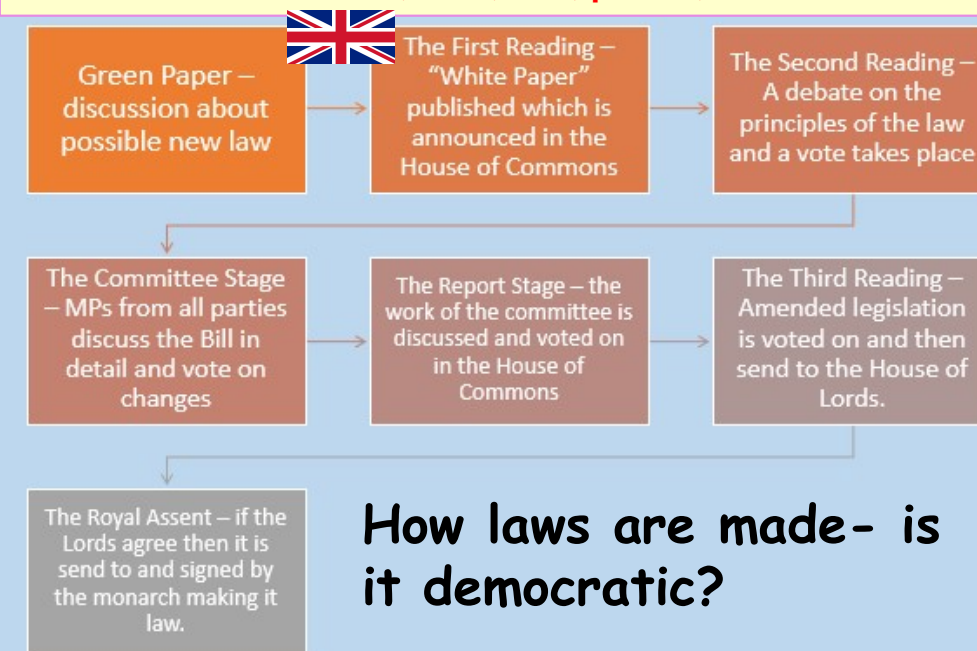 Green Paper –
discussion about
possible new law
The First Reading –
“White Paper”
published which is
announced in the
House of Commons
The Second Reading –
A debate on the
principles of the law
and a vote takes place
The Committee Stage
– MPs from all parties
discuss the Bill in
detail and vote on
changes
The Report Stage – the
work of the committee is
discussed and voted on
in the House of
Commons
The Third Reading –
Amended legislation
is voted on and then
send to the House of
Lords.
The Royal Assent – if the
Lords agree then it is
send to and signed by
the monarch making it
law.
How laws are made- is
it democratic?